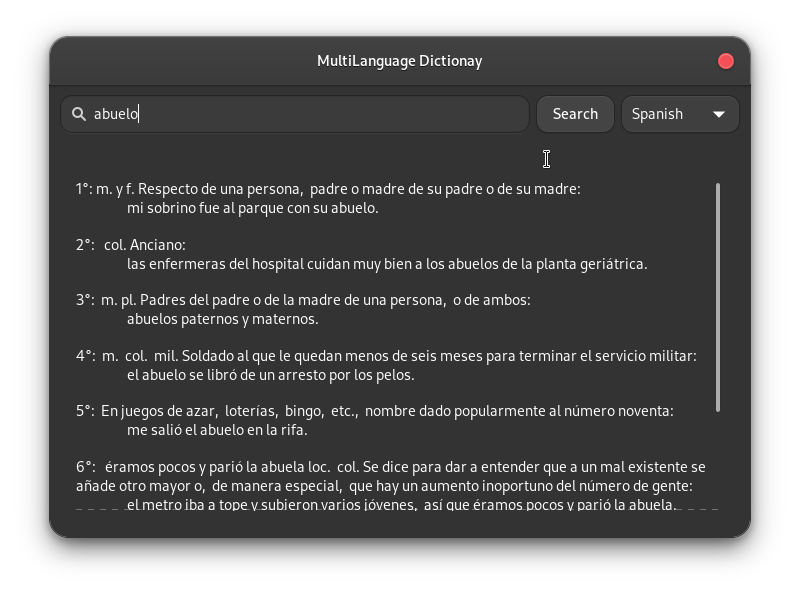 MultiLanguage Dictionay
abuelo
Search
Spanish
1°: m. y f. Respecto de una persona, padre o madre de su padre o de su madre:
mi sobrino fue al parque con su abuelo.
2°: col. Anciano:
las enfermeras del hospital cuidan muy bien a los abuelos de la planta geriátrica.
3°: m. pl. Padres del padre o de la madre de una persona, o de ambos:
abuelos paternos y maternos.
4°: m. col. mil. Soldado al que le quedan menos de seis meses para terminar el servicio militar:
el abuelo se libró de un arresto por los pelos.
5°: En juegos de azar, loterías, bingo, etc., nombre dado popularmente al número noventa:
me salió el abuelo en la rifa.
6°: éramos pocos y parió la abuela loc. col. Se dice para dar a entender que a un mal existente se
añade otro mayor o, de manera especial, que hay un aumento inoportuno del número de gente:
el metro iba a tope y subieron varios jóvenes, así que éramos pocos y parió la abuela.